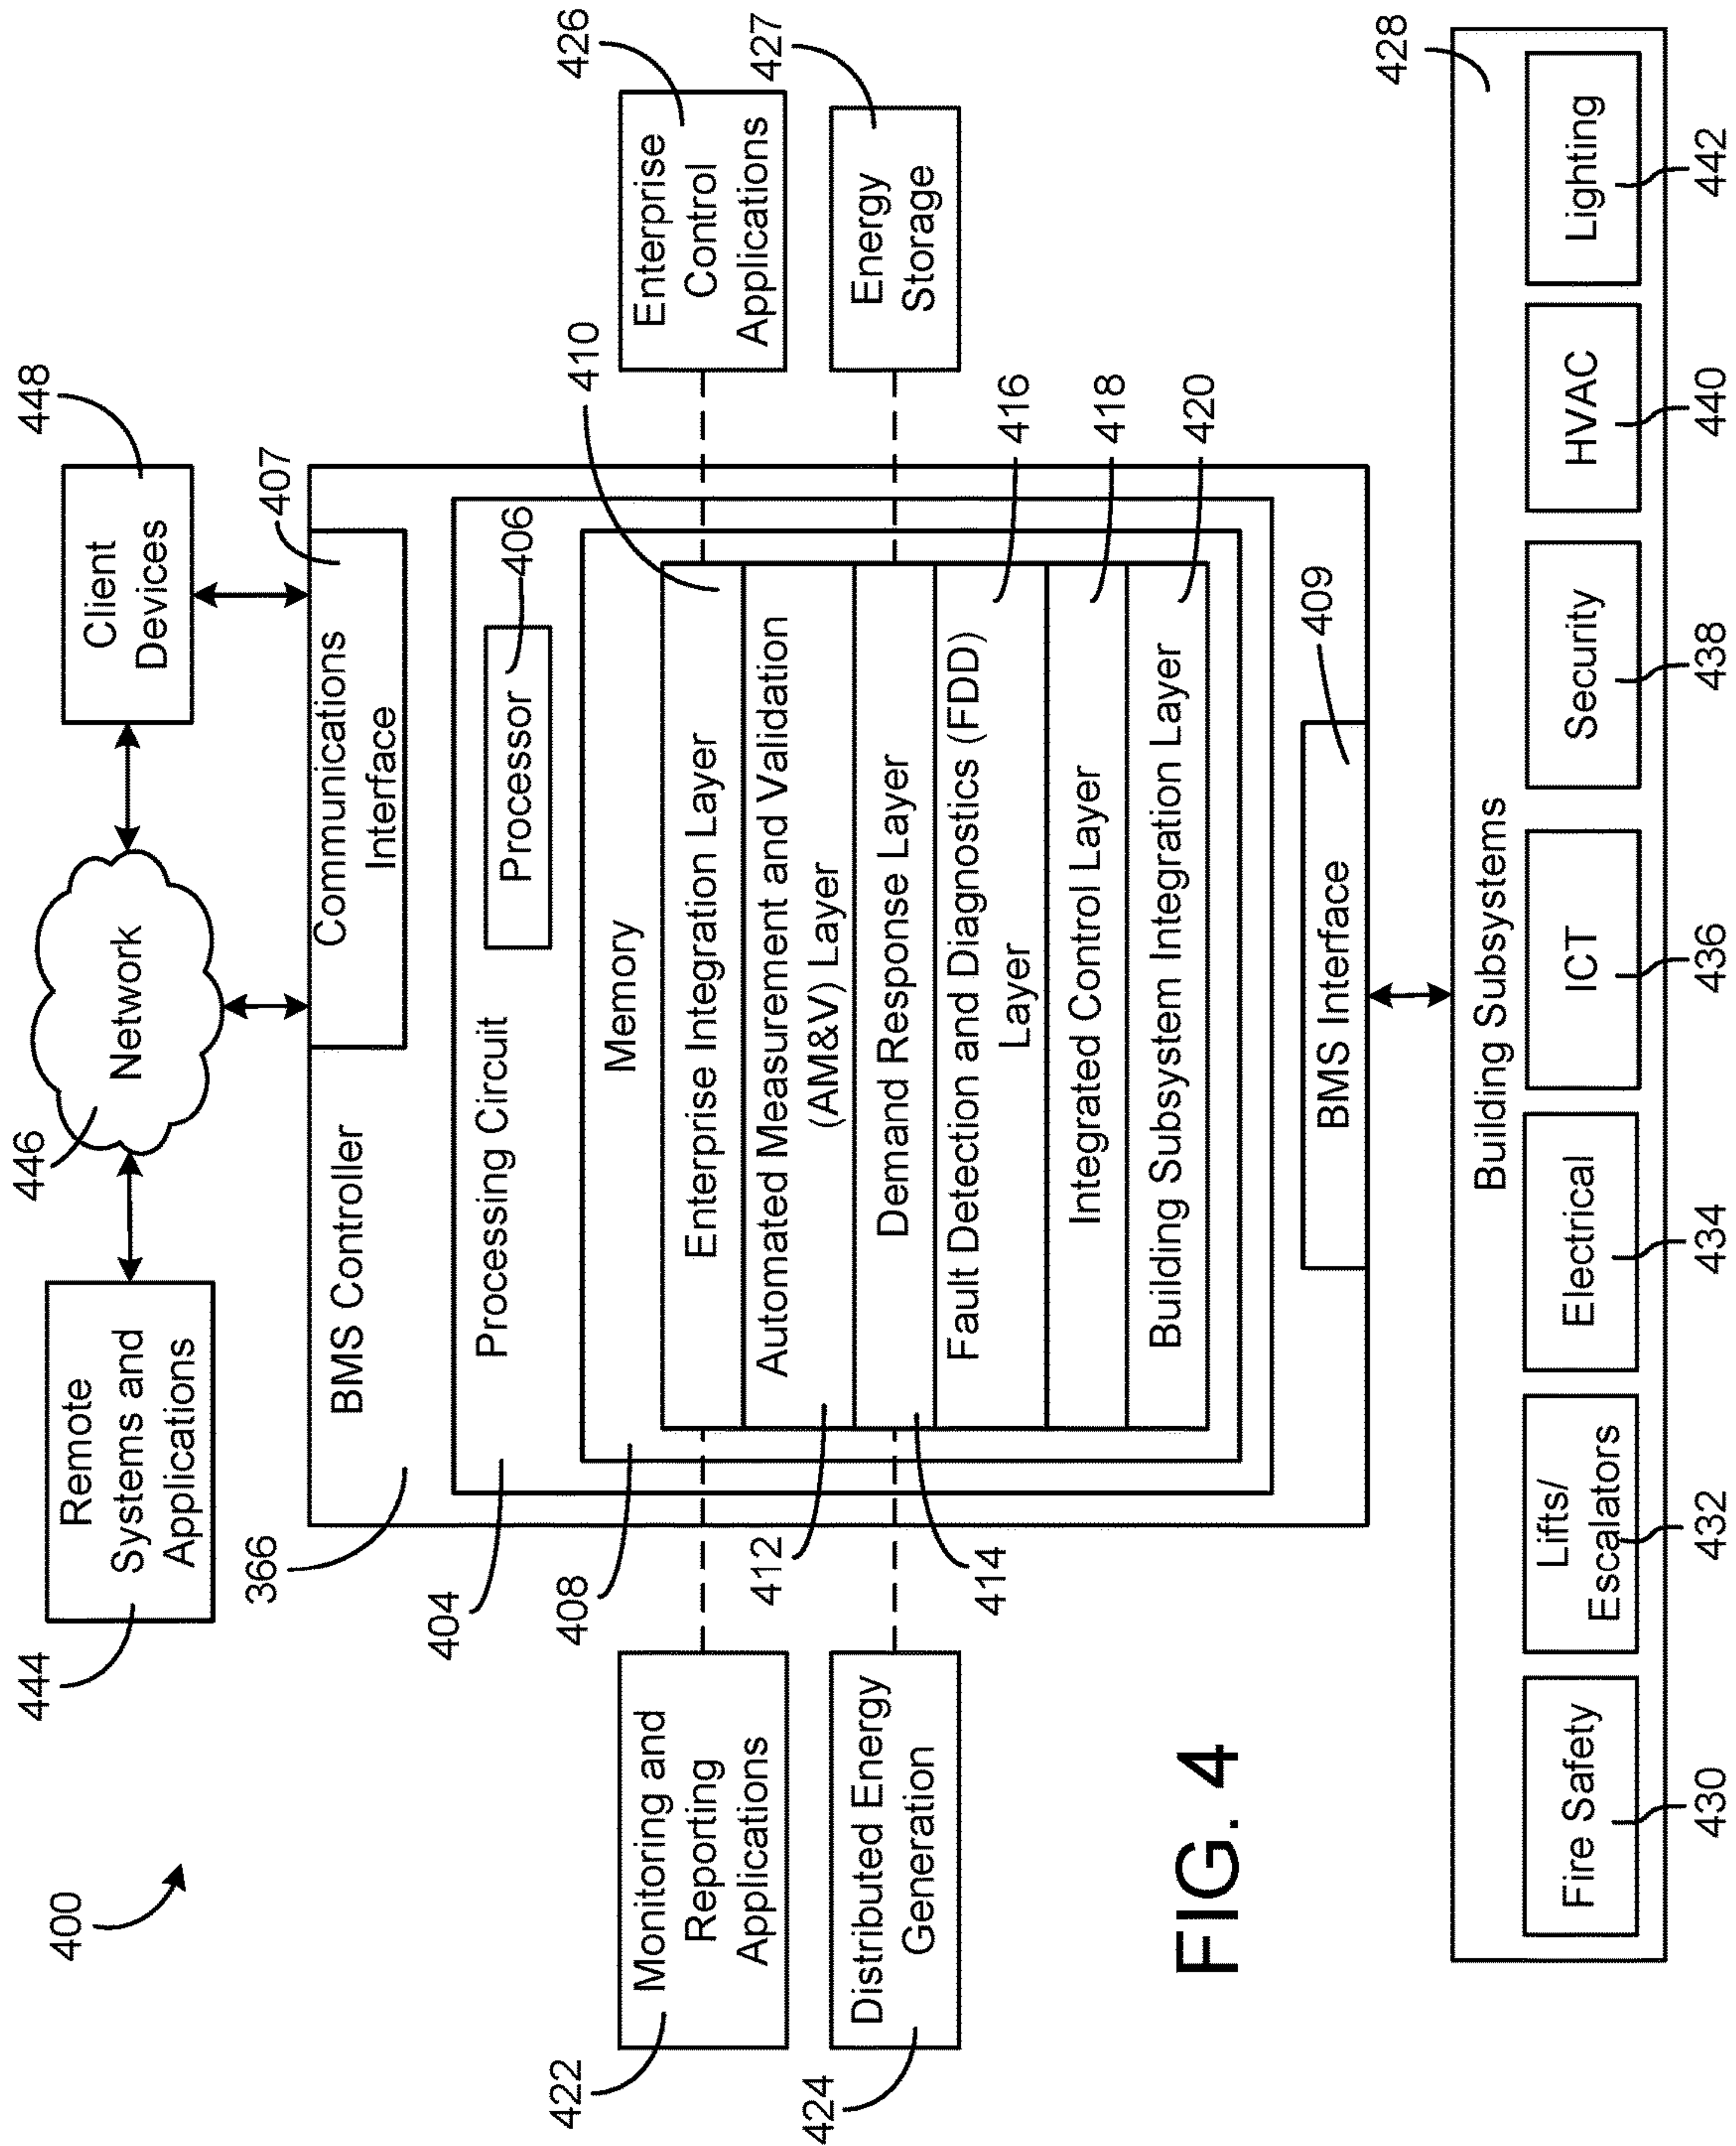 400
444
Remote
Systems and
Applications
446
Network
448
Client
Devices
366
BMS Controller
407
Communications
Interface
404
Processing Circuit
Processor
406
408
Memory
410
Enterprise Integration Layer
Automated Measurement and Validation
(AM&V) Layer
412
Demand Response Layer
414
Fault Detection and Diagnostics (FDD)
Layer
416
Integrated Control Layer
418
Building Subsystem Integration Layer
420
422
Monitoring and
Reporting
Applications
424
Distributed Energy
Generation
426
Enterprise
Control
Applications
427
Energy
Storage
BMS Interface
409
428
Building Subsystems
Fire Safety
Lifts/
Escalators
Electrical
ICT
Security
HVAC
Lighting
430
432
434
436
438
440
442
FIG. 4